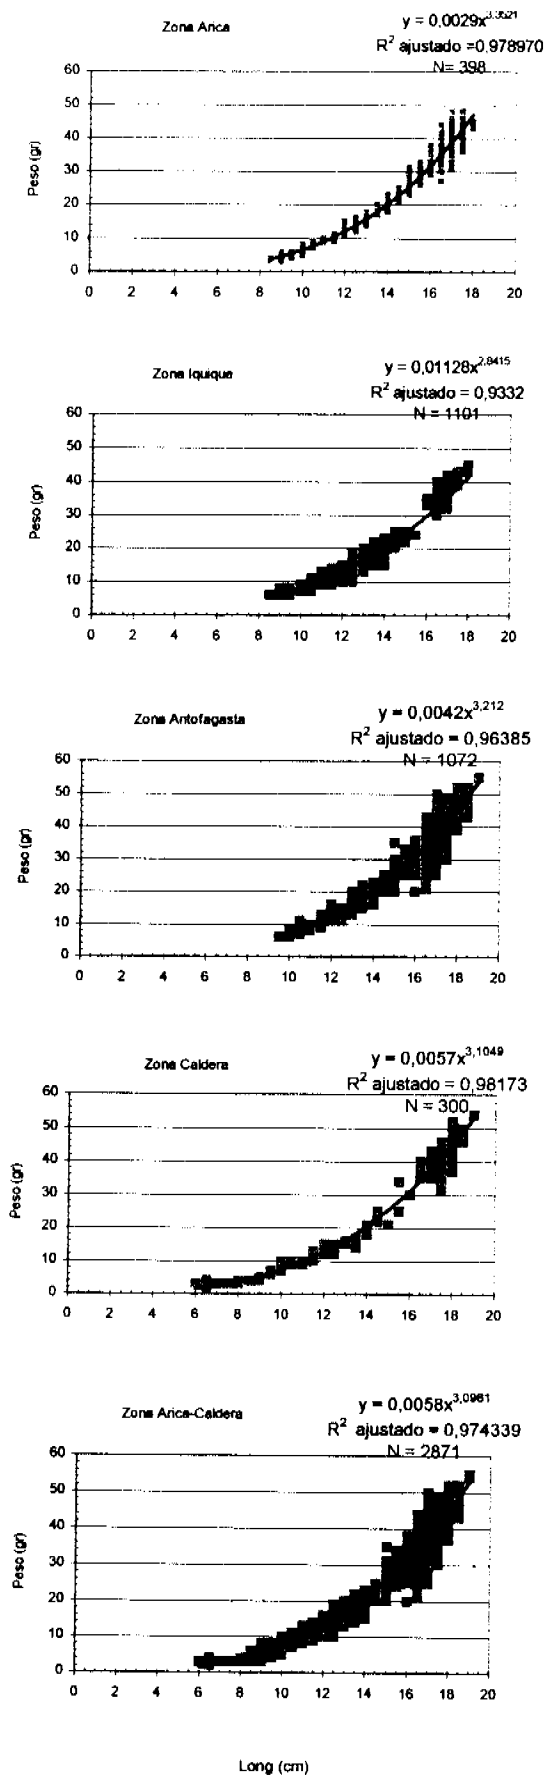 Zona Arica
y = 0,0029x^3,3521
R² ajustado =0,978970
N= 398
60
50
40
30
20
10
0
Peso (gr)
0 2 4 6 8 10 12 14 16 18 20
Zona Iquique
y = 0,01128x^2,8415
R² ajustado = 0,9332
N = 1101
60
50
40
30
20
10
0
Peso (gr)
0 2 4 6 8 10 12 14 16 18 20
Zona Antofagasta
y = 0,0042x^3,212
R² ajustado = 0,96385
N = 1072
60
50
40
30
20
10
0
Peso (gr)
0 2 4 6 8 10 12 14 16 18 20
Zona Caldera
y = 0,0057x^3,1049
R² ajustado = 0,98173
N = 300
60
50
40
30
20
10
0
Peso (gr)
0 2 4 6 8 10 12 14 16 18 20
Zona Arica-Caldera
y = 0,0058x^3,0961
R² ajustado = 0,974339
N = 2871
60
50
40
30
20
10
0
Peso (gr)
0 2 4 6 8 10 12 14 16 18 20
Long (cm)